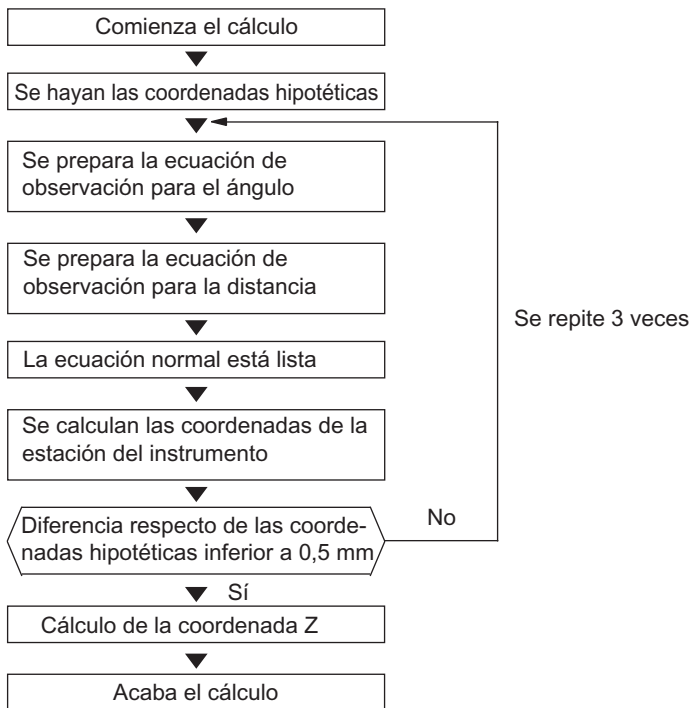 Comienza el cálculo
Se hayan las coordenadas hipotéticas
Se prepara la ecuación de
observación para el ángulo
Se prepara la ecuación de
observación para la distancia
Se repite 3 veces
La ecuación normal está lista
Se calculan las coordenadas de la
estación del instrumento
Diferencia respecto de las coorde-
nadas hipotéticas inferior a 0,5 mm
No
Sí
Cálculo de la coordenada Z
Acaba el cálculo